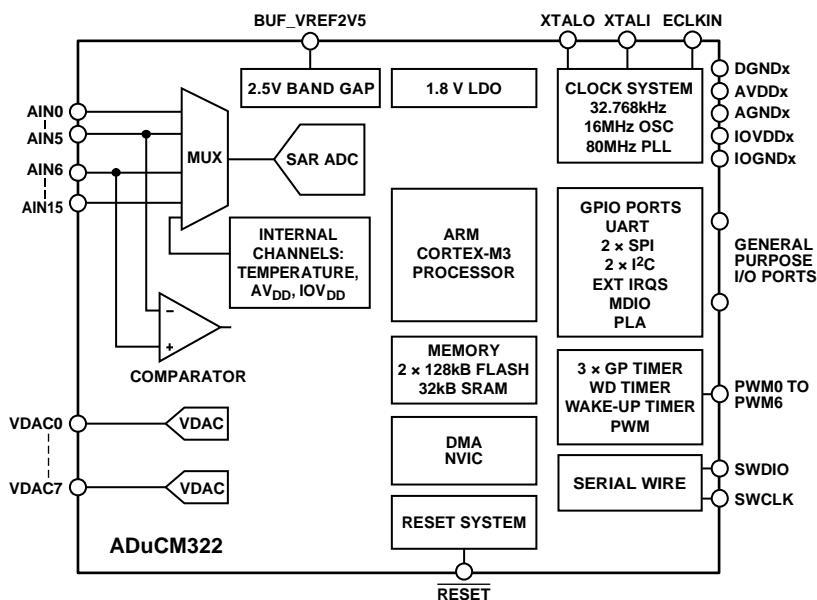 BUF_VREF2V5
XTALO
XTALI
ECLKIN
2.5V BAND GAP
1.8 V LDO
CLOCK SYSTEM
32.768kHz
16MHz OSC
80MHz PLL
DGNDx
AVDDx
AGNDx
IOVDDx
IOGNDx
AIN0
AIN5
AIN6
AIN15
MUX
SAR ADC
INTERNAL
CHANNELS:
TEMPERATURE,
AVDD, IOVDD
ARM
CORTEX-M3
PROCESSOR
GPIO PORTS
UART
2 × SPI
2 × I2C
EXT IRQS
MDIO
PLA
GENERAL
PURPOSE
I/O PORTS
–
+
COMPARATOR
MEMORY
2 × 128kB FLASH
32kB SRAM
3 × GP TIMER
WD TIMER
WAKE-UP TIMER
PWM
PWM0 TO
PWM6
VDAC0
VDAC
VDAC7
VDAC
DMA
NVIC
SERIAL WIRE
SWDIO
SWCLK
RESET SYSTEM
ADuCM322
RESET